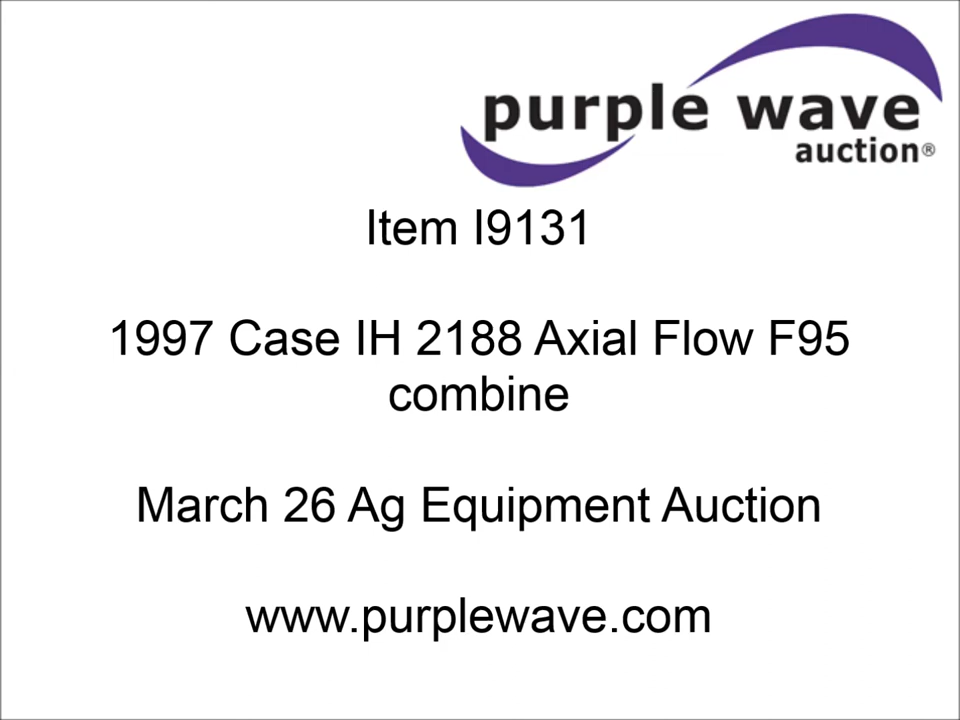 purple wave
auction®
Item I9131
1997 Case IH 2188 Axial Flow F95
combine
March 26 Ag Equipment Auction
www.purplewave.com